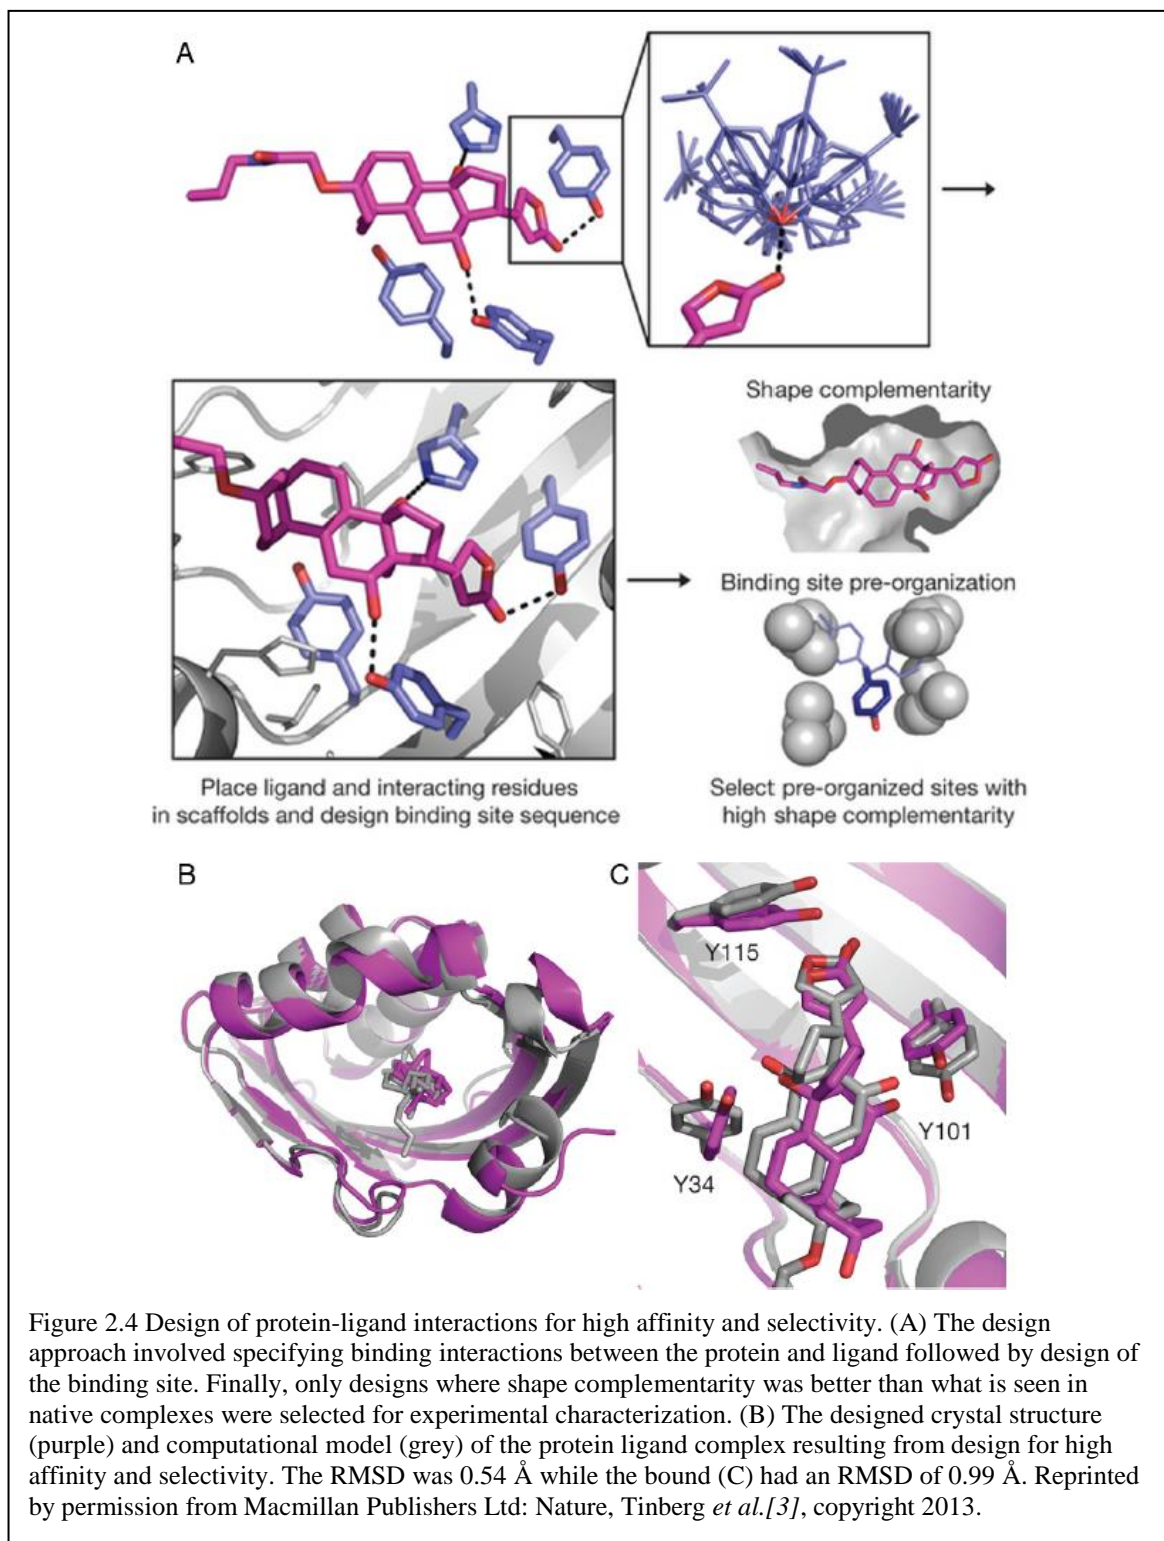 A
Shape complementarity
Binding site pre-organization
Place ligand and interacting residues
in scaffolds and design binding site sequence
Select pre-organized sites with
high shape complementarity
B
C
Y115
Y101
Y34
Figure 2.4 Design of protein-ligand interactions for high affinity and selectivity. (A) The design
approach involved specifying binding interactions between the protein and ligand followed by design of
the binding site. Finally, only designs where shape complementarity was better than what is seen in
native complexes were selected for experimental characterization. (B) The designed crystal structure
(purple) and computational model (grey) of the protein ligand complex resulting from design for high
affinity and selectivity. The RMSD was 0.54 Å while the bound (C) had an RMSD of 0.99 Å. Reprinted
by permission from Macmillan Publishers Ltd: Nature, Tinberg et al.[3], copyright 2013.